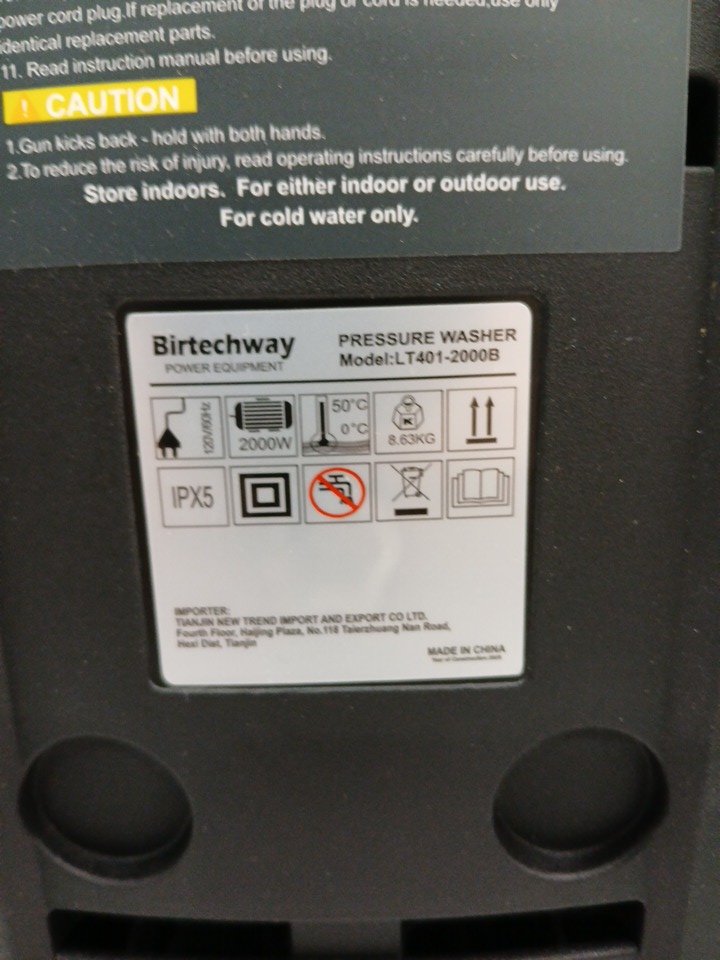 power cord plug.If replacement of the plug or cord is needed,use only
identical replacement parts.
11. Read instruction manual before using.
CAUTION
1.Gun kicks back - hold with both hands.
2.To reduce the risk of injury, read operating instructions carefully before using.
Store indoors. For either indoor or outdoor use.
For cold water only.
Birtechway
POWER EQUIPMENT
PRESSURE WASHER
Model:LT401-2000B
120V/60Hz
2000W
50°C
0°C
K
8.63KG
IPX5
IMPORTER:
TIANJIN NEW TREND IMPORT AND EXPORT CO LTD.
Fourth Floor, Haijing Plaza, No.118 Taierzhuang Nan Road,
Hexi Dist, Tianjin
MADE IN CHINA